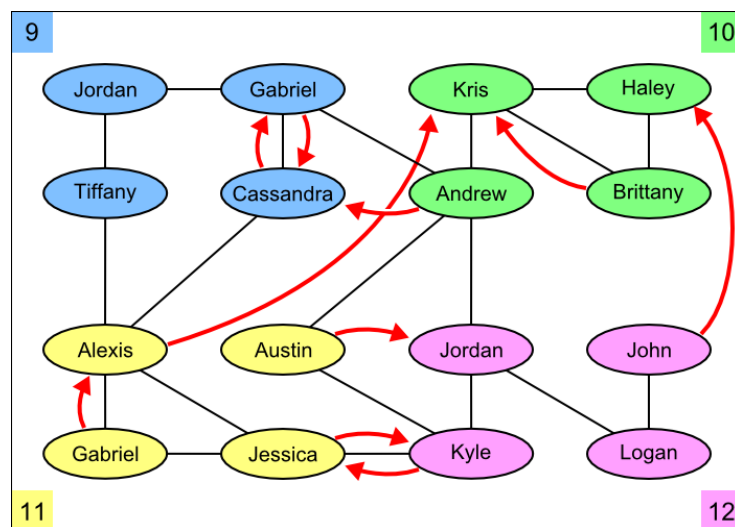 9
10
Jordan
Gabriel
Kris
Haley
Tiffany
Cassandra
Andrew
Brittany
Alexis
Austin
Jordan
John
Gabriel
Jessica
Kyle
Logan
11
12